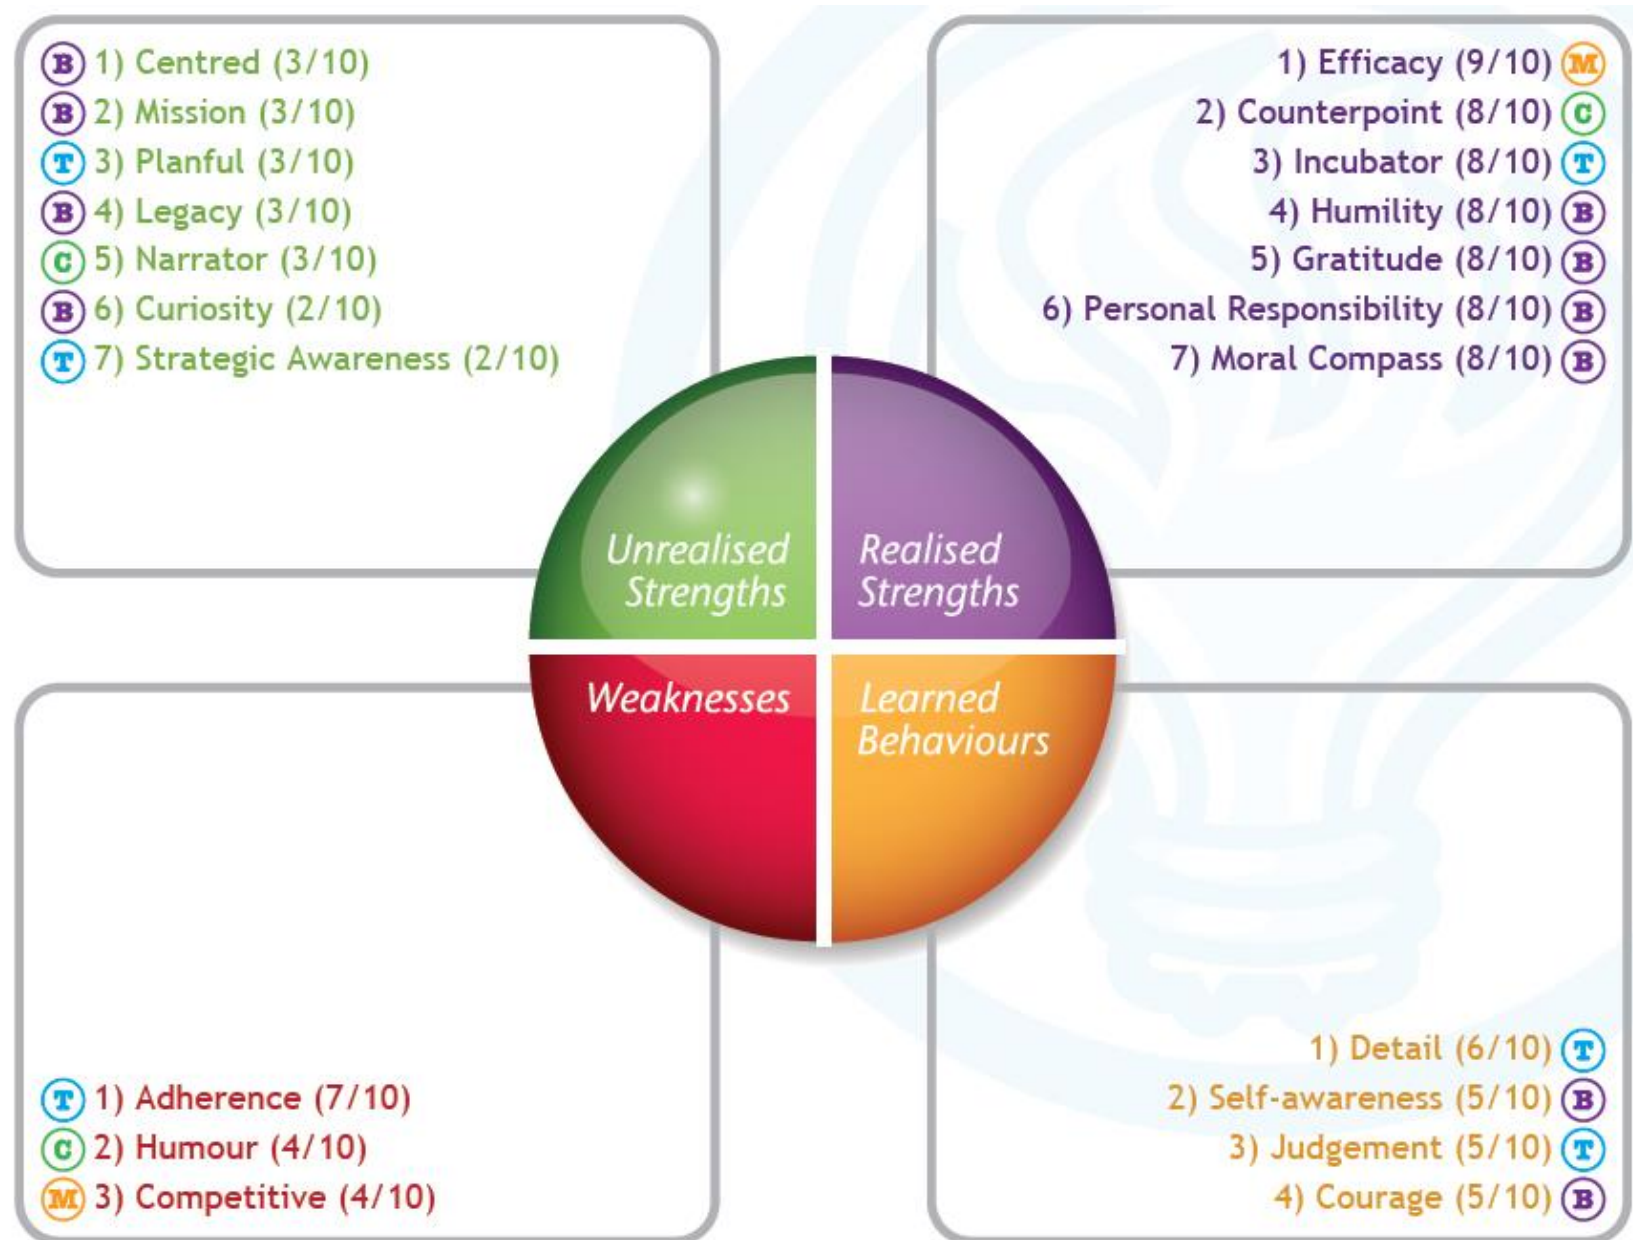 B 1) Centred (3/10)
B 2) Mission (3/10)
T 3) Planful (3/10)
B 4) Legacy (3/10)
C 5) Narrator (3/10)
B 6) Curiosity (2/10)
T 7) Strategic Awareness (2/10)
1) Efficacy (9/10) M
2) Counterpoint (8/10) C
3) Incubator (8/10) T
4) Humility (8/10) B
5) Gratitude (8/10) B
6) Personal Responsibility (8/10) B
7) Moral Compass (8/10) B
Unrealised
Strengths
Realised
Strengths
Weaknesses
Learned
Behaviours
T 1) Adherence (7/10)
C 2) Humour (4/10)
M 3) Competitive (4/10)
1) Detail (6/10) T
2) Self-awareness (5/10) B
3) Judgement (5/10) T
4) Courage (5/10) B